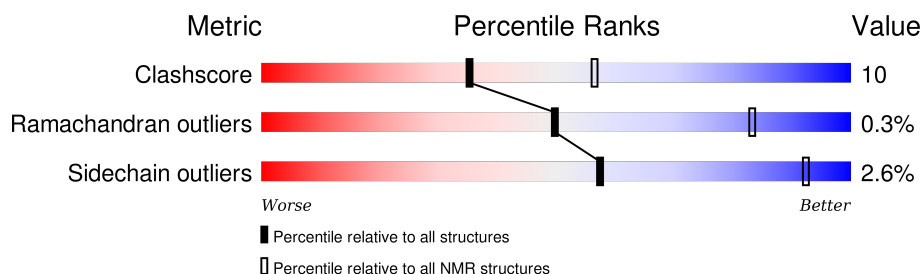 Metric Percentile Ranks Value
Clashscore 10
Ramachandran outliers 0.3%
Sidechain outliers 2.6%
Worse Better
Percentile relative to all structures
Percentile relative to all NMR structures